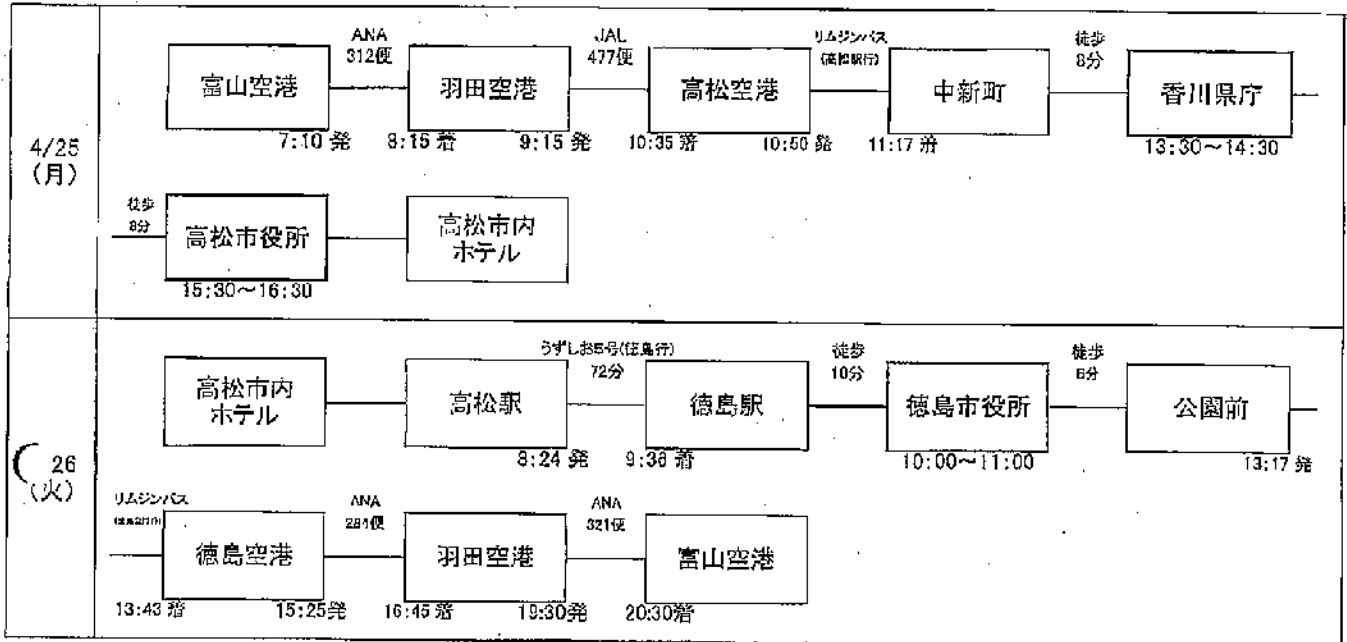 4/25
(月)
ANA
312便
JAL
477便
リムジンバス
(高松駅行)
徒歩
8分
富山空港
羽田空港
高松空港
中新町
香川県庁
7:10 発
8:15 着
9:15 発
10:35 着
10:50 発
11:17 着
13:30～14:30
徒歩
8分
高松市役所
高松市内
ホテル
15:30～16:30
26
(火)
うずしお5号(徳島行)
72分
徒歩
10分
徒歩
6分
高松市内
ホテル
高松駅
徳島駅
徳島市役所
公園前
8:24 発
9:36 着
10:00～11:00
13:17 発
リムジンバス
ANA
284便
ANA
321便
徳島空港
羽田空港
富山空港
13:43 着
15:25発
16:45 着
19:30発
20:30着